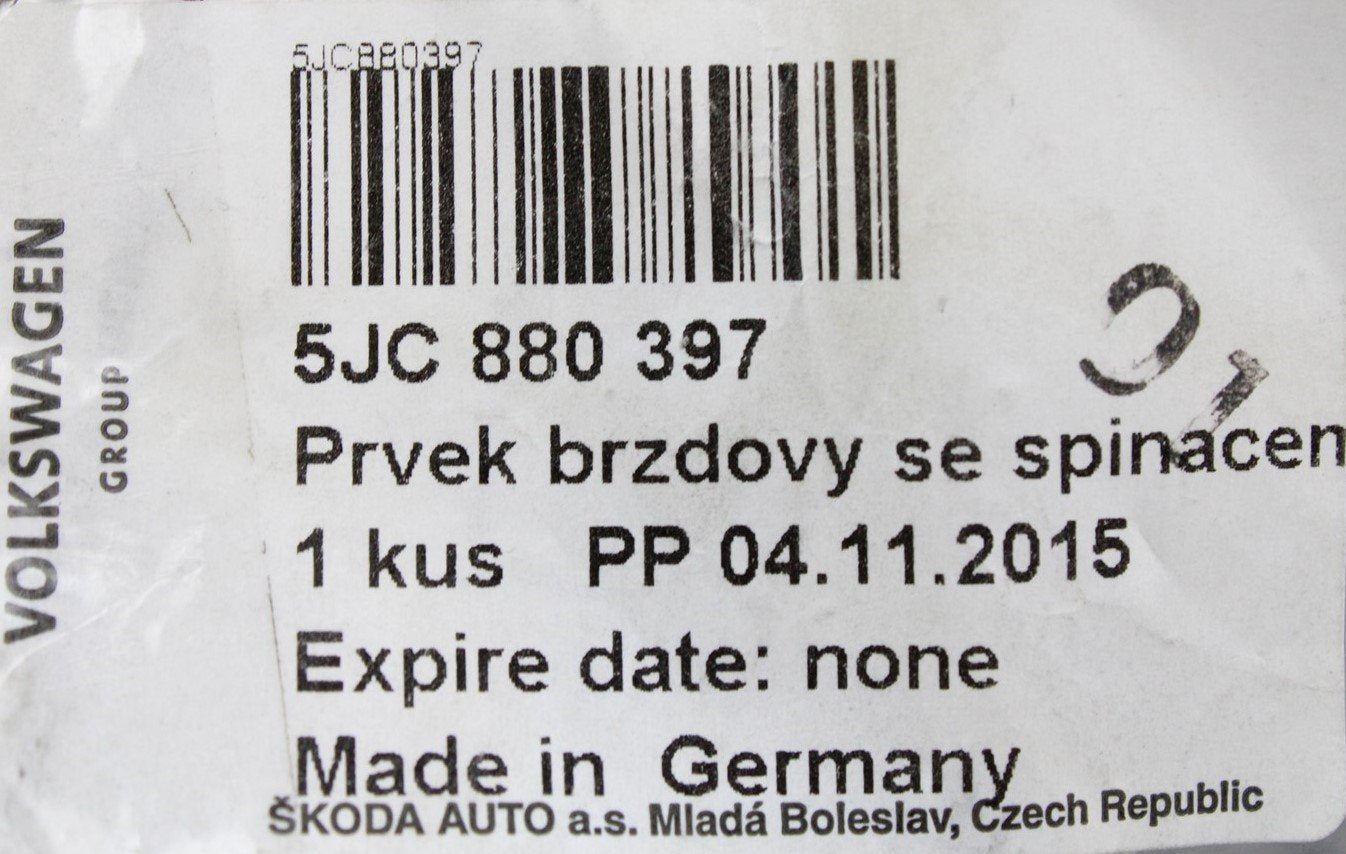 VOLKSWAGEN
GROUP
5JC880397
5JC 880 397
Prvek brzdovy se spinacen
1 kus PP 04.11.2015
Expire date: none
Made in Germany
ŠKODA AUTO a.s. Mladá Boleslav, Czech Republic